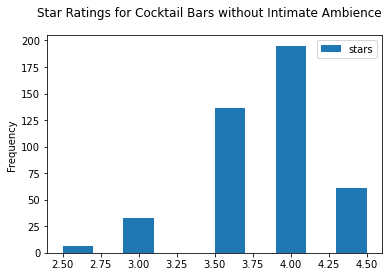 Star Ratings for Cocktail Bars without Intimate Ambience
200
175
150
125
100
75
50
25
0
Frequency
stars
2.50 2.75 3.00 3.25 3.50 3.75 4.00 4.25 4.50